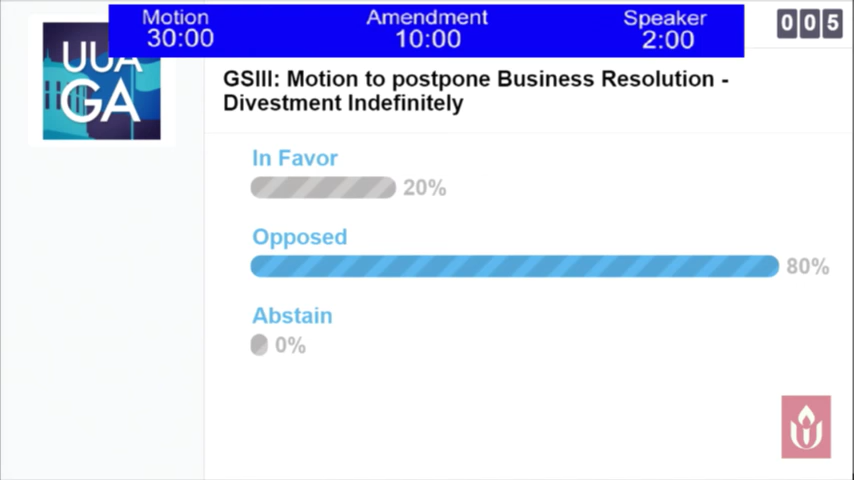 Motion Amendment Speaker
30:00 10:00 2:00
005
UUA
GA
GSIII: Motion to postpone Business Resolution -
Divestment Indefinitely
In Favor
20%
Opposed
80%
Abstain
0%